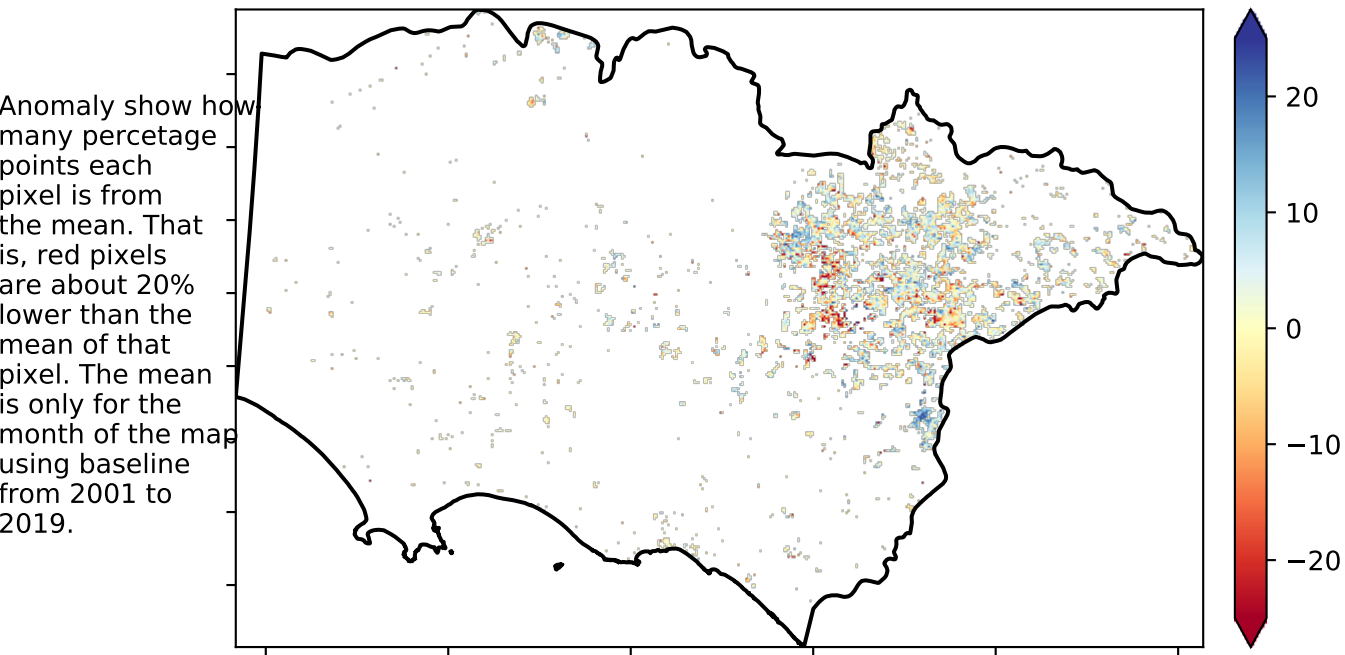 Anomaly show how
many percetage
points each
pixel is from
the mean. That
is, red pixels
are about 20%
lower than the
mean of that
pixel. The mean
is only for the
month of the map
using baseline
from 2001 to
2019.
20
10
0
−10
−20